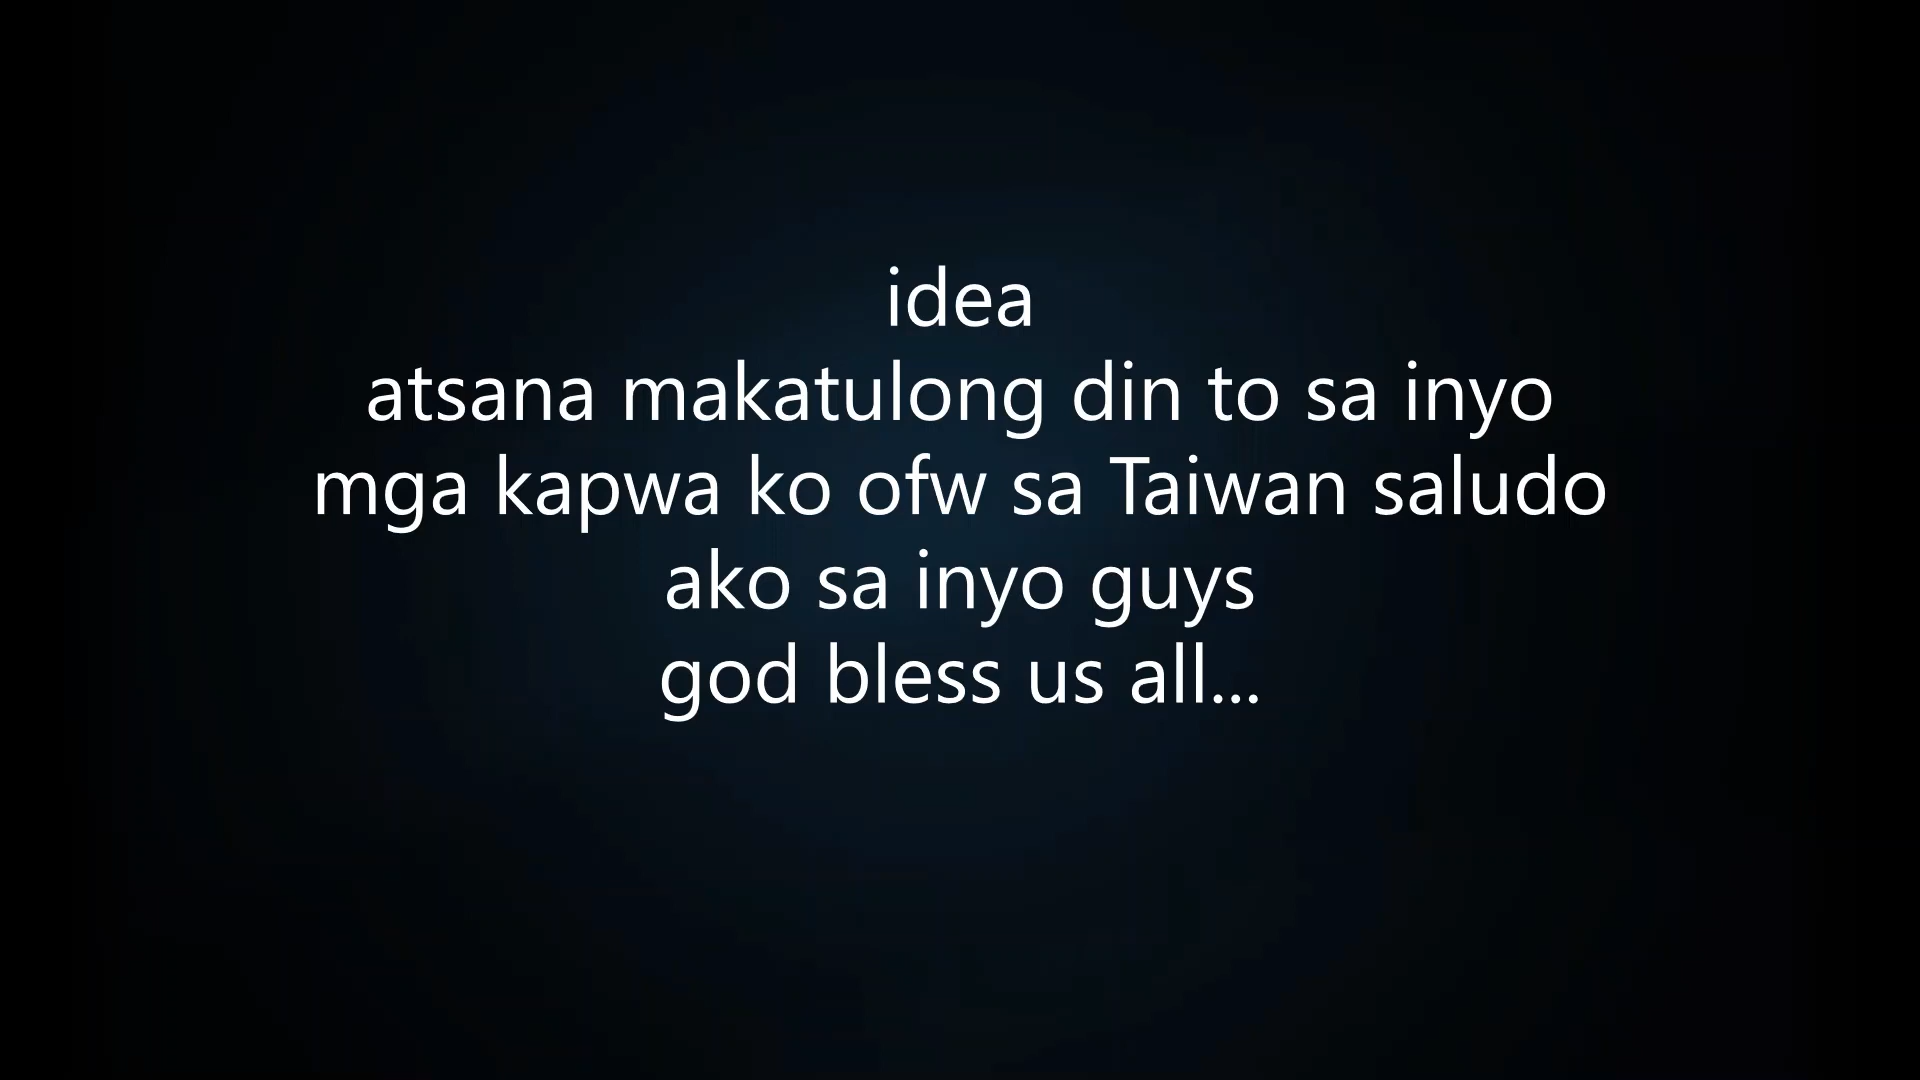 idea
atsana makatulong din to sa inyo
mga kapwa ko ofw sa Taiwan saludo
ako sa inyo guys
god bless us all...